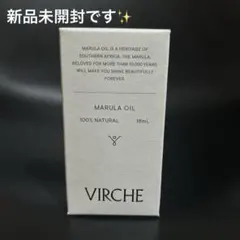 新品未開封です✨
MARULA OIL IS A HERITAGE OF
SOUTHERN AFRICA. THE MARULA,
BELOVED FOR MORE THAN 10,000 YEARS
WILL MAKE YOU SHINE BEAUTIFULLY
FOREVER.
MARULA OIL
100% NATURAL
VIRCHE